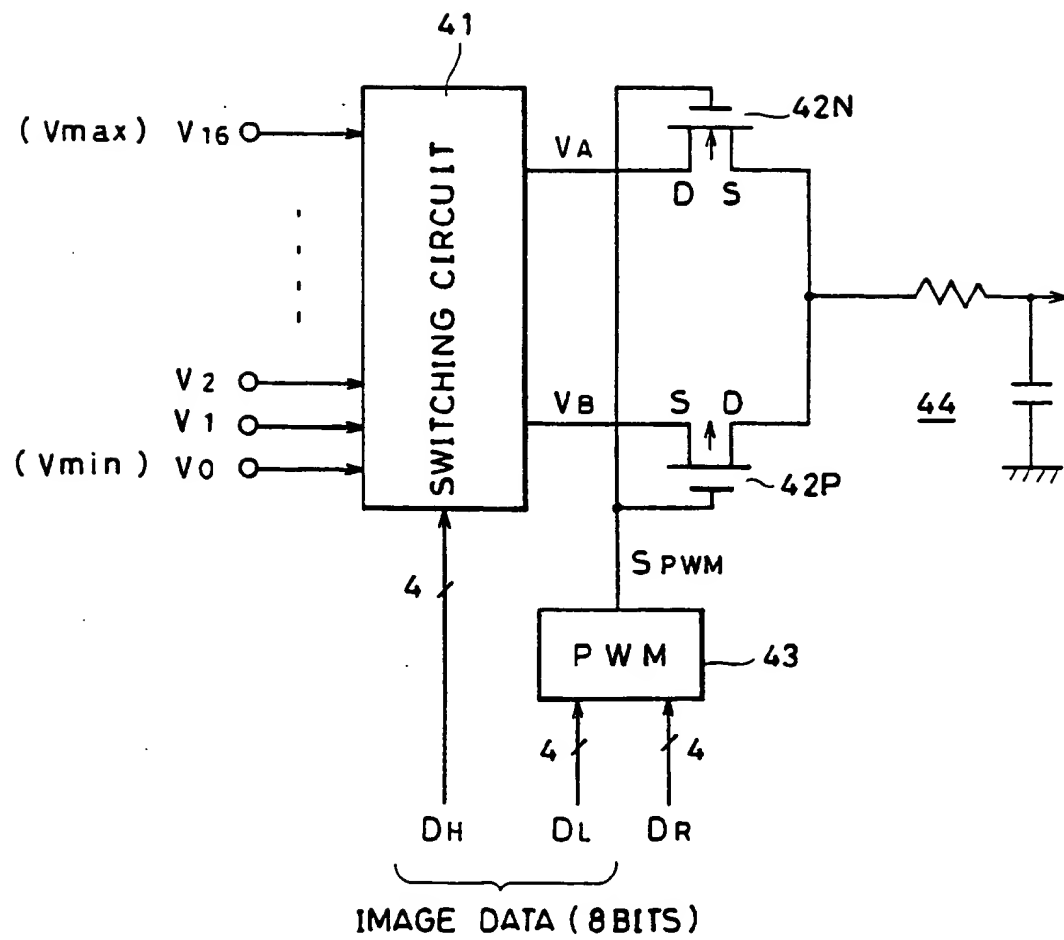 41
(Vmax) V16
SWITCHING CIRCUIT
VA
42N
D S
V2
V1
(Vmin) V0
VB
S D
42P
44
4
SPWM
PWM
43
4
4
DH
DL
DR
IMAGE DATA (8BITS)